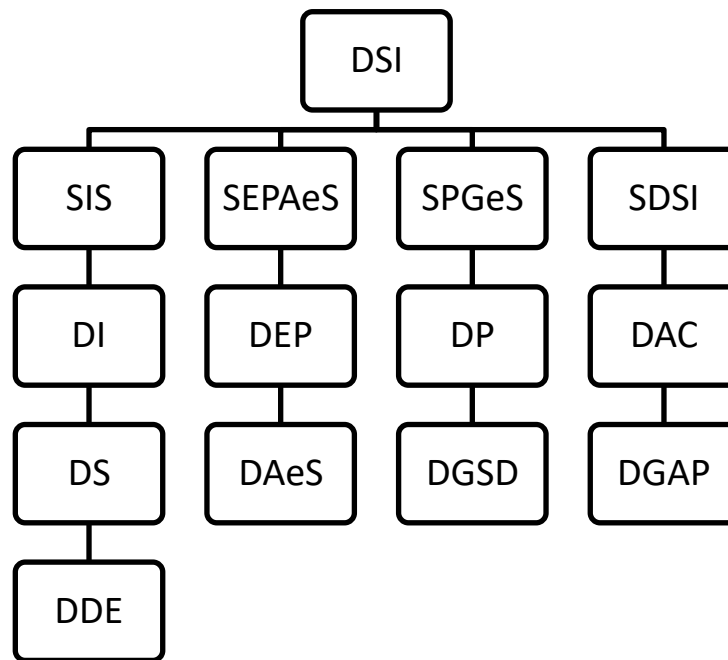 DSI
SIS
SEPAeS
SPGeS
SDSI
DI
DEP
DP
DAC
DS
DAeS
DGSD
DGAP
DDE